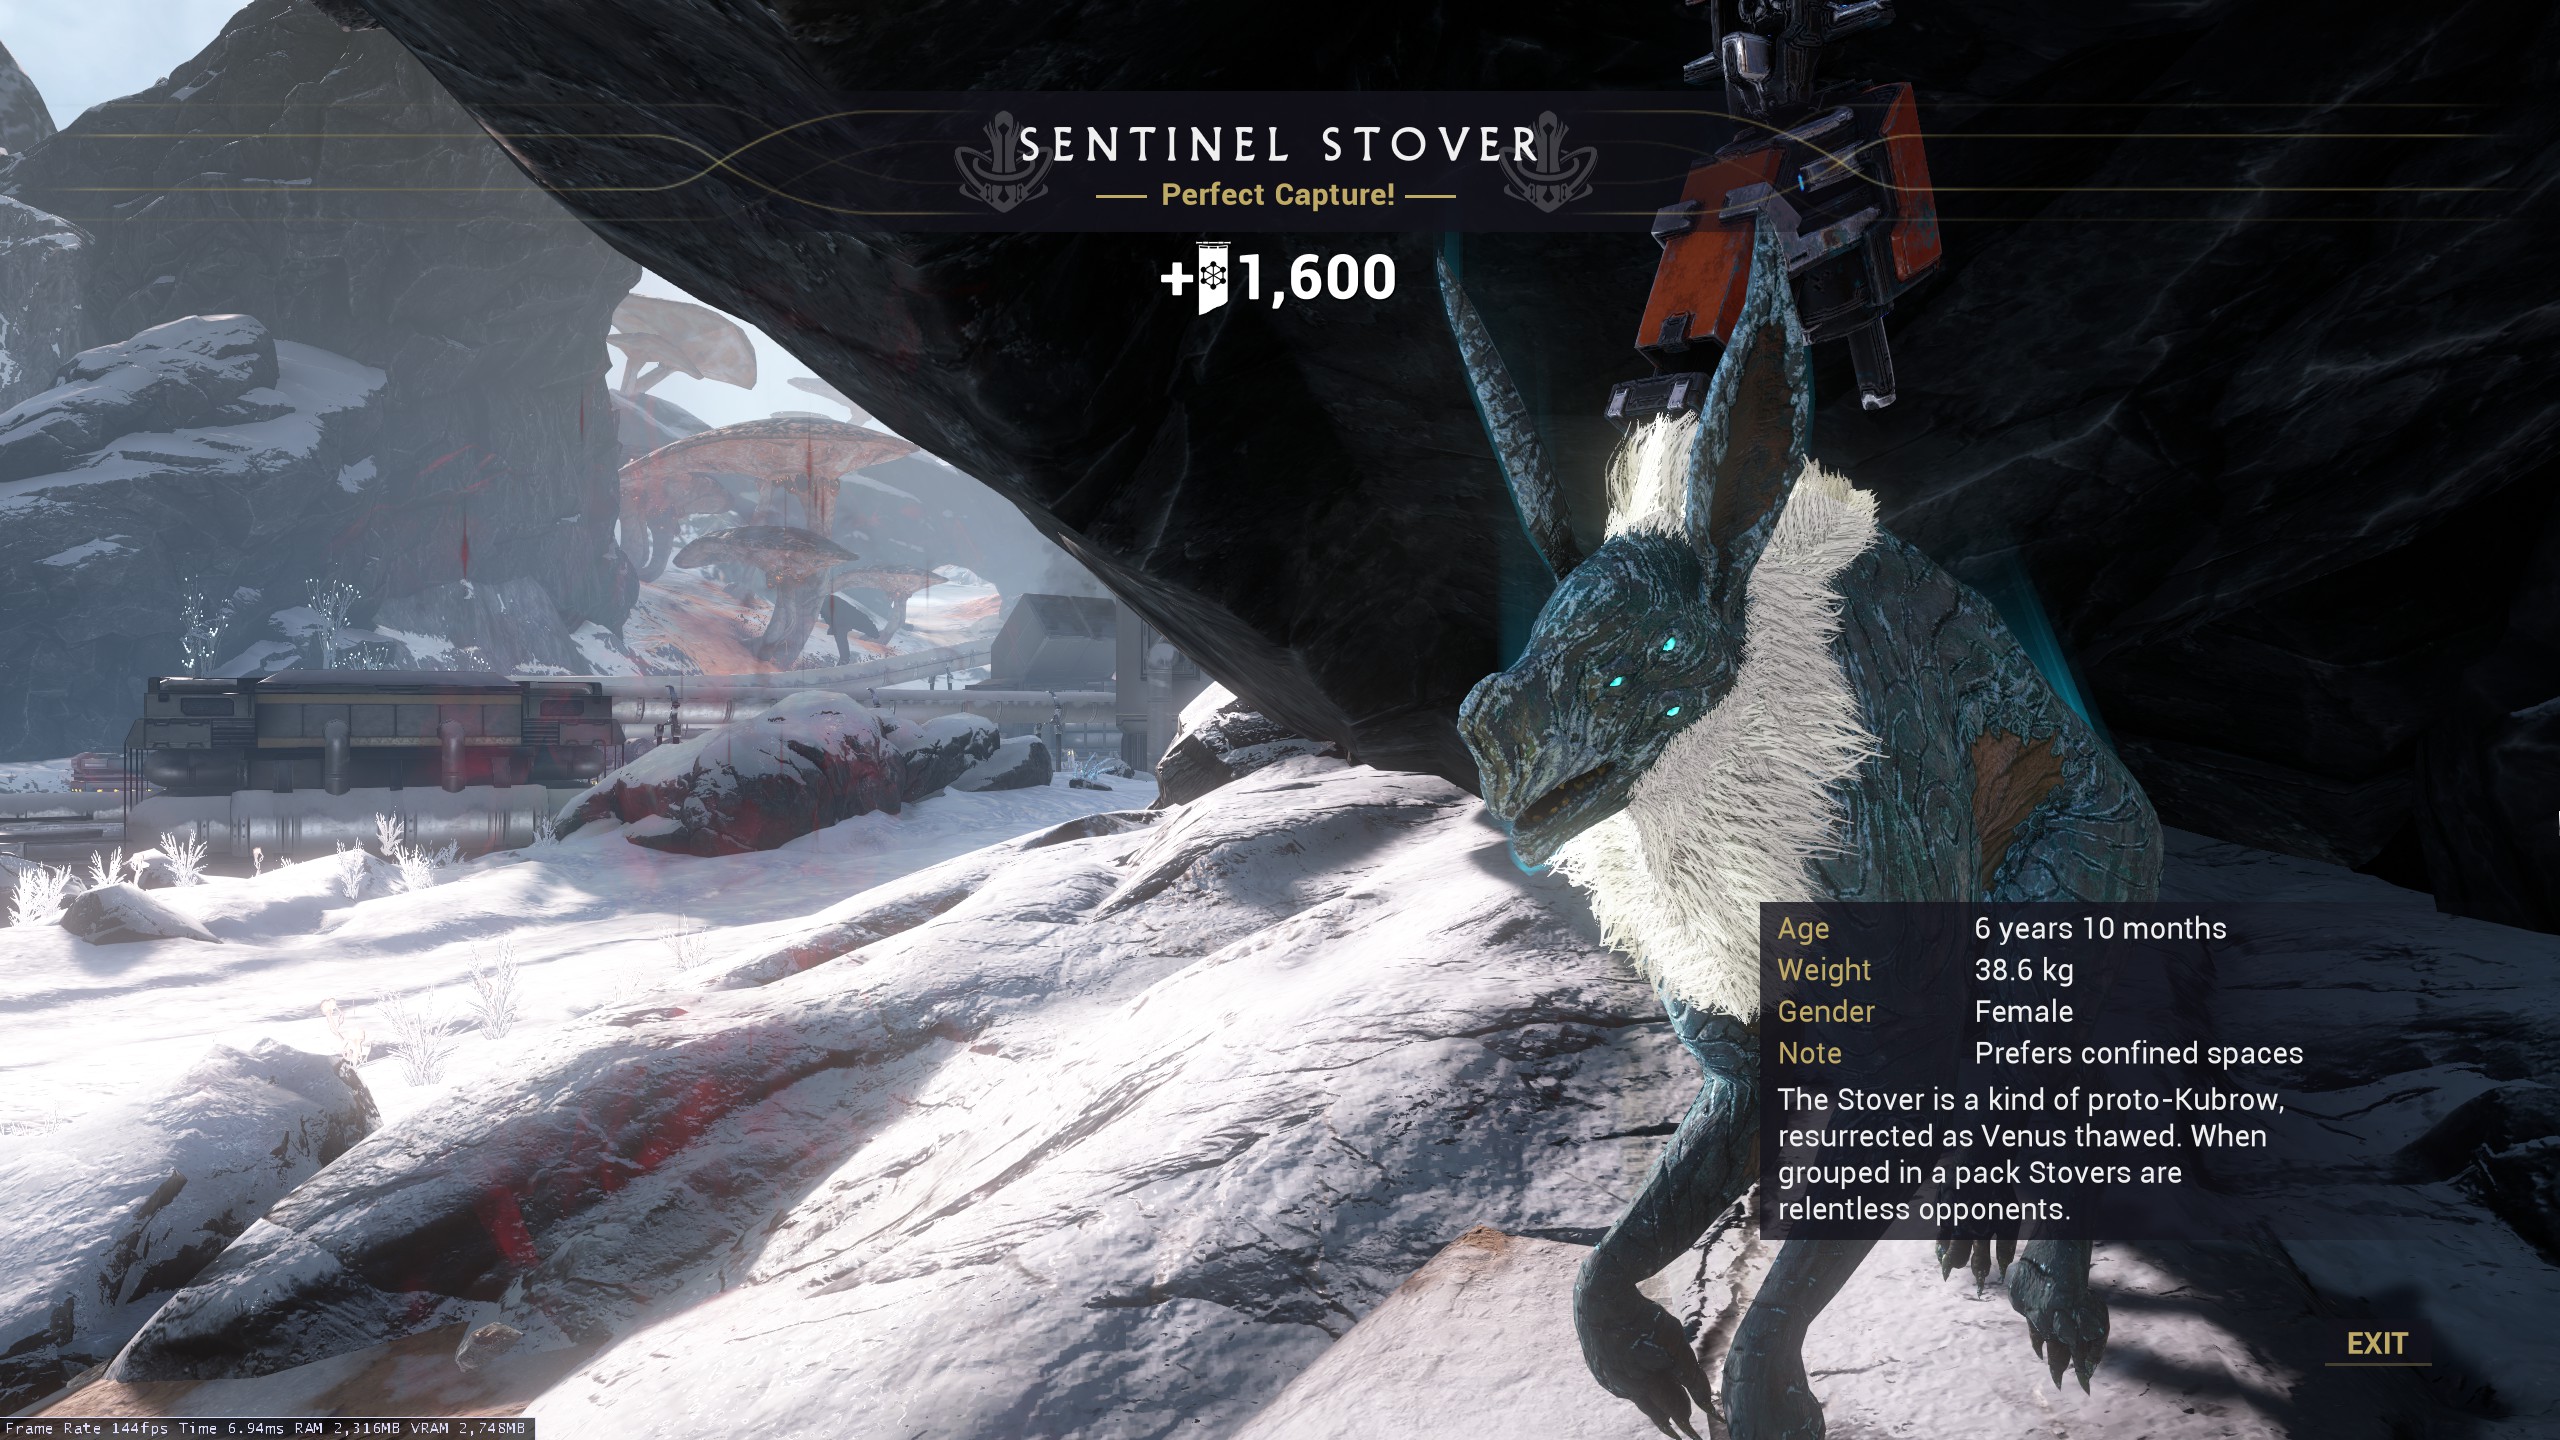 SENTINEL STOVER
Perfect Capture!
+1,600
Age 6 years 10 months
Weight 38.6 kg
Gender Female
Note Prefers confined spaces
The Stover is a kind of proto-Kubrow,
resurrected as Venus thawed. When
grouped in a pack Stovers are
relentless opponents.
EXIT
Frame Rate 144fps Time 6.94ms RAM 2,316MB VRAM 2,748MB